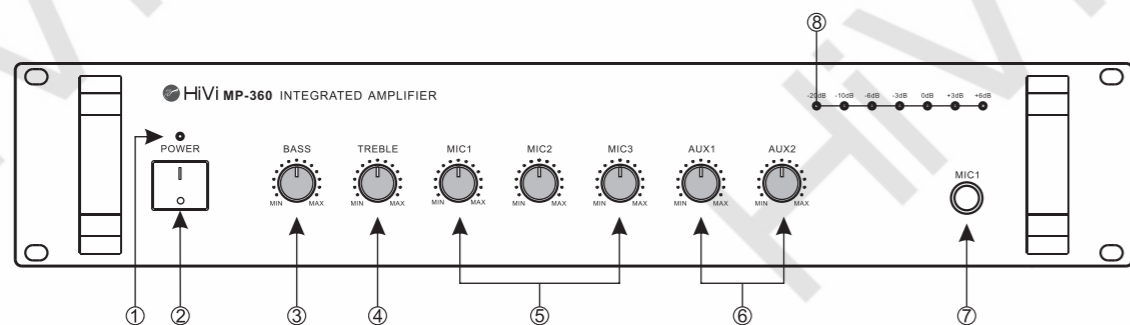 ⑧
HiVi MP-360 INTEGRATED AMPLIFIER
-20dB -10dB -6dB -3dB 0dB +3dB +6dB
POWER
BASS TREBLE MIC1 MIC2 MIC3 AUX1 AUX2
MIC1
MIN MAX MIN MAX MIN MAX MIN MAX MIN MAX MIN MAX MIN MAX
① ② ③ ④ ⑤ ⑥ ⑦
HiVi